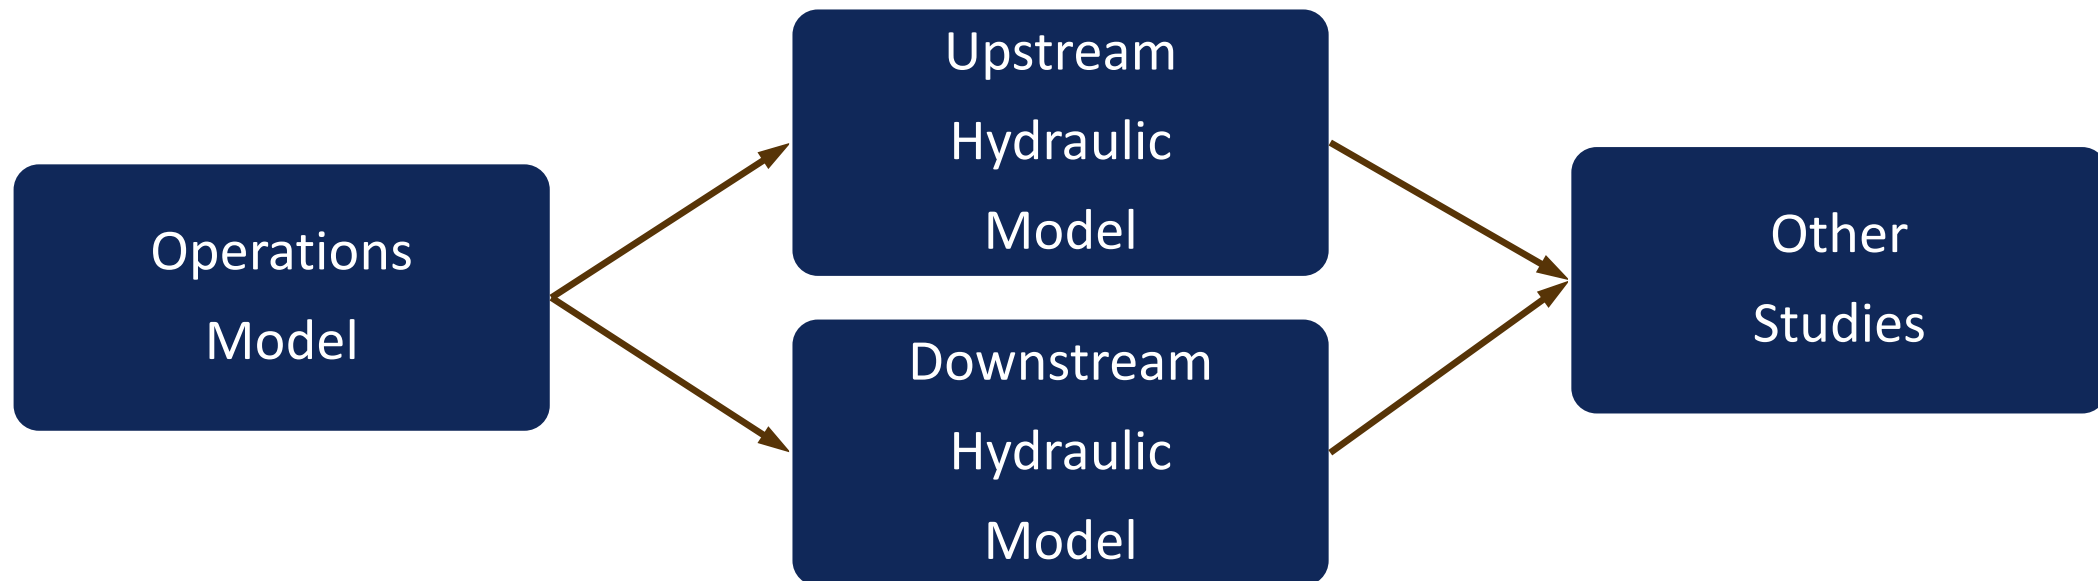 Operations
Model
Upstream
Hydraulic
Model
Downstream
Hydraulic
Model
Other
Studies